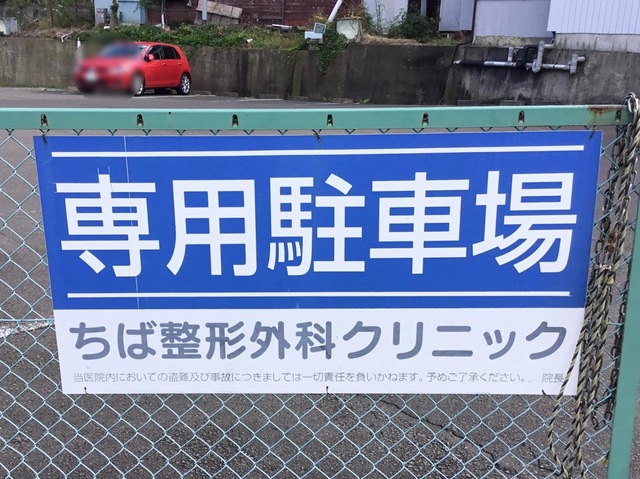 専用駐車場
ちば整形外科クリニック
当医院内においての盗難及び事故につきましては一切責任を負いかねます。予めご了承ください。 院長